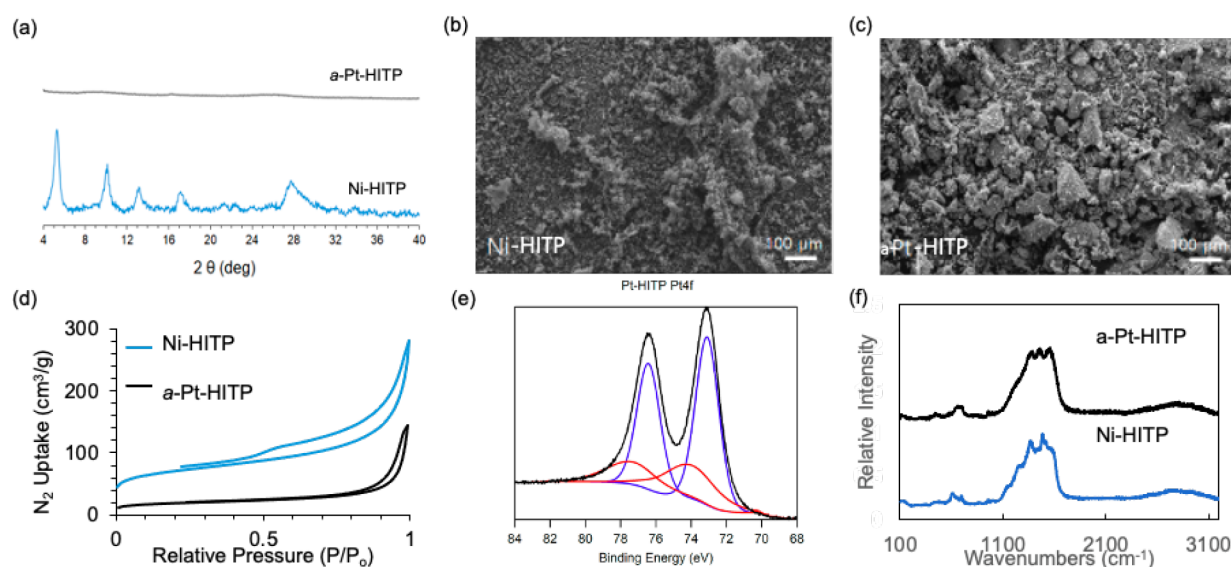 (a)
a-Pt-HITP
Ni-HITP
4 8 12 16 20 24 28 32 36 40
2 θ (deg)
(b)
Ni-HITP
100 μm
(c)
a-Pt-HITP
100 μm
(d)
N₂ Uptake (cm³/g)
300
200
100
0
Ni-HITP
a-Pt-HITP
0 0.5 1
Relative Pressure (P/Pₒ)
(e)
Pt-HITP Pt4f
84 82 80 78 76 74 72 70 68
Binding Energy (eV)
(f)
Relative Intensity
a-Pt-HITP
Ni-HITP
100 1100 2100 3100
Wavenumbers (cm⁻¹)